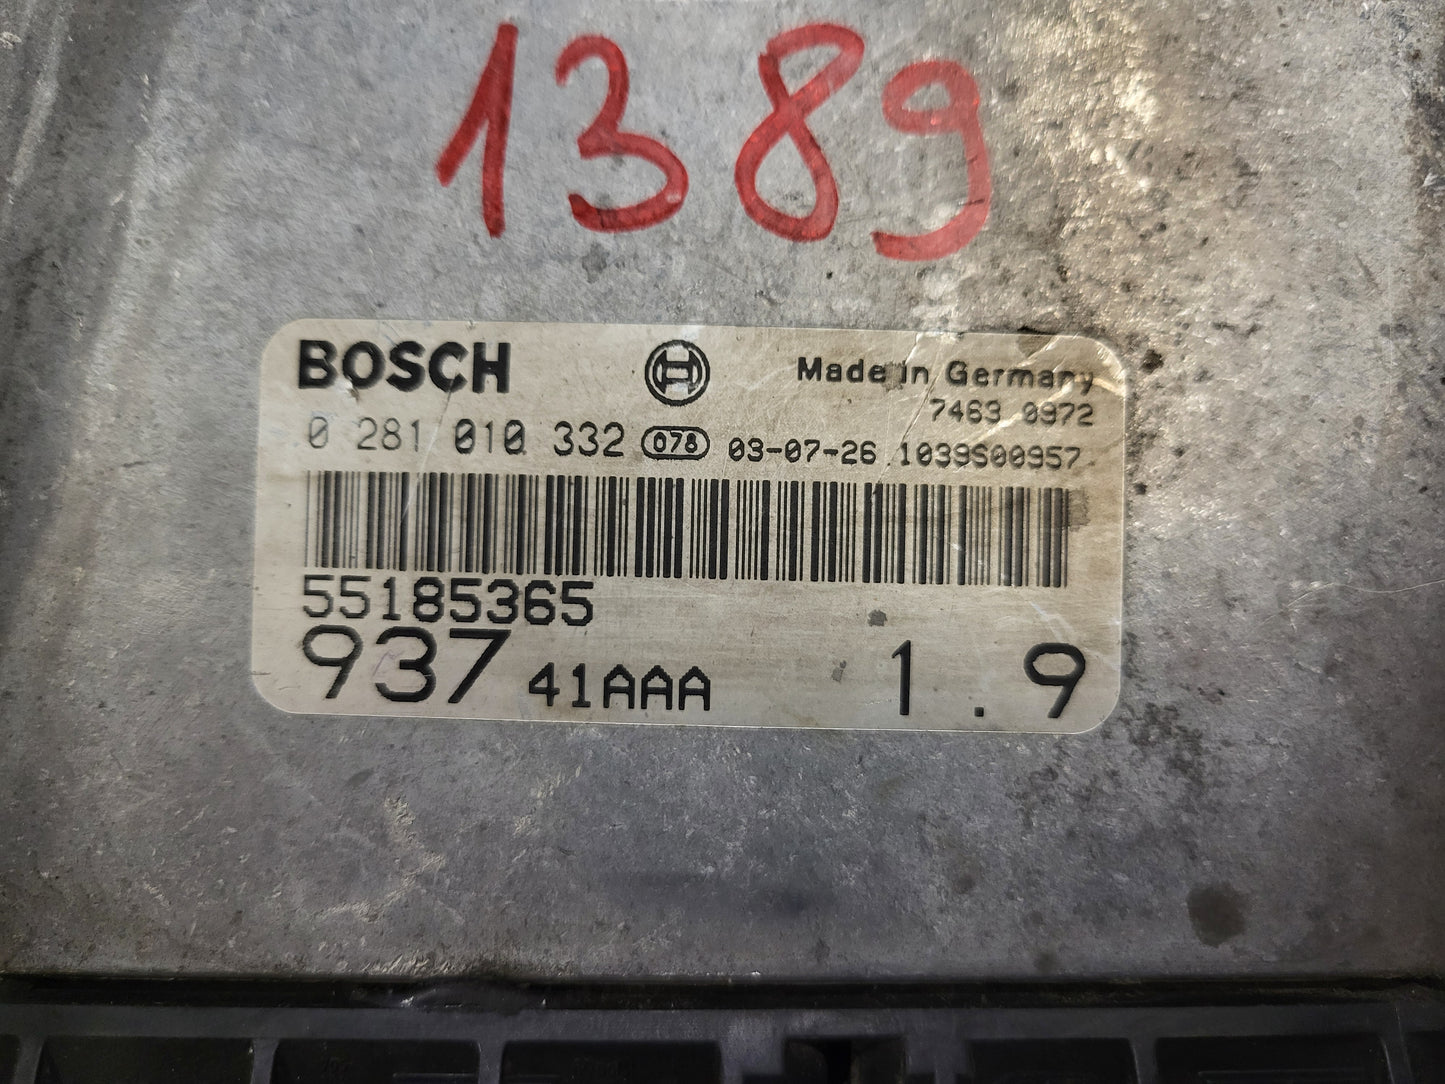 1389
BOSCH Made in Germany
7463 0972
0 281 010 332 078 03-07-26 1039S00957
55185365
937 41AAA 1.9